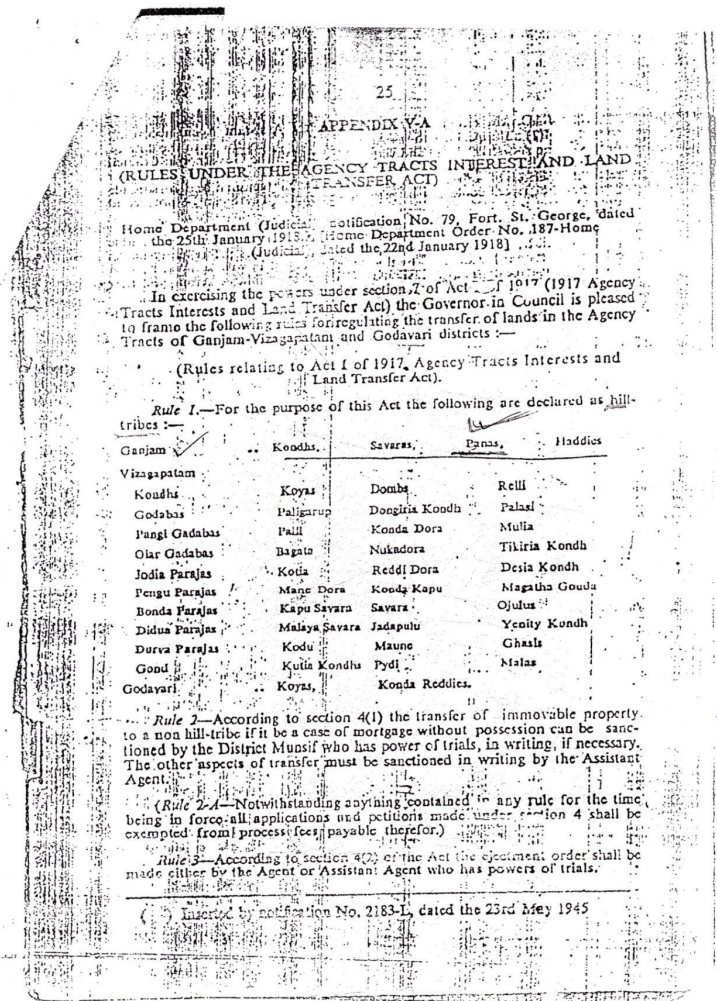 25
APPENDIX V-A
(RULES UNDER THE AGENCY TRACTS INTEREST AND LAND
TRANSFER ACT)
Home Department (Judicial notification No. 79, Fort. St. George, dated
the 25th January 1918 Home Department Order No. 187-Home
(Judicial dated the 22nd January 1918]
In exercising the powers under section 7 of Act of 1917 (1917 Agency
Tracts Interests and Land Transfer Act) the Governor in Council is pleased
to frame the following rules for regulating the transfer of lands in the Agency
Tracts of Ganjam-Vizagapatam and Godavari districts :—
(Rules relating to Act I of 1917 Agency Tracts Interests and
Land Transfer Act).
Rule 1.—For the purpose of this Act the following are declared as hill-
tribes :—
Ganjam .. Kondhs, Savaras, Panas, Haddies
Vizagapatam
Kondhs Koyas Dombs Relli
Godabas Paligarup Dongiria Kondh Palasi
Pangi Gadabas Palli Konda Dora Mulia
Olar Gadabas Bagata Nukadora Tikiria Kondh
Jodia Parajas Kotia Reddi Dora Desia Kondh
Pengu Parajas Mane Dora Konda Kapu Magatha Gouda
Bonda Parajas Kapu Savara Savara Ojulus
Didua Parajas Malaya Savara Jadapulu Yenity Kondh
Durva Parajas Kodu Maune Ghasis
Gond Kutia Kondhs Pydi Malas
Godavari .. Koyas, Konda Reddies.
Rule 2—According to section 4(1) the transfer of immovable property
to a non hill-tribe if it be a case of mortgage without possession can be sanc-
tioned by the District Munsif who has power of trials, in writing, if necessary.
The other aspects of transfer must be sanctioned in writing by the Assistant
Agent.
(Rule 2-A—Notwithstanding anything contained in any rule for the time
being in force all applications and petitions made under section 4 shall be
exempted from process fees payable therefor.)
Rule 3—According to section 4(2) of the Act the ejectment order shall be
made either by the Agent or Assistant Agent who has powers of trials.
( ) Inserted by notification No. 2183-L, dated the 23rd May 1945